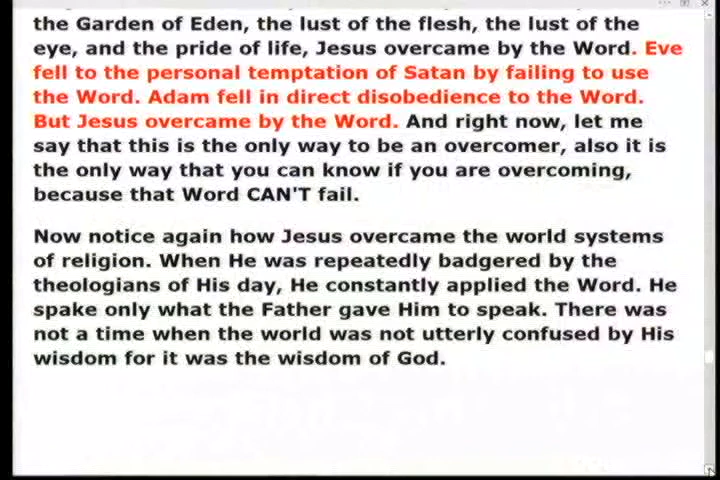 the Garden of Eden, the lust of the flesh, the lust of the
eye, and the pride of life, Jesus overcame by the Word. Eve
fell to the personal temptation of Satan by failing to use
the Word. Adam fell in direct disobedience to the Word.
But Jesus overcame by the Word. And right now, let me
say that this is the only way to be an overcomer, also it is
the only way that you can know if you are overcoming,
because that Word CAN'T fail.
Now notice again how Jesus overcame the world systems
of religion. When He was repeatedly badgered by the
theologians of His day, He constantly applied the Word. He
spake only what the Father gave Him to speak. There was
not a time when the world was not utterly confused by His
wisdom for it was the wisdom of God.